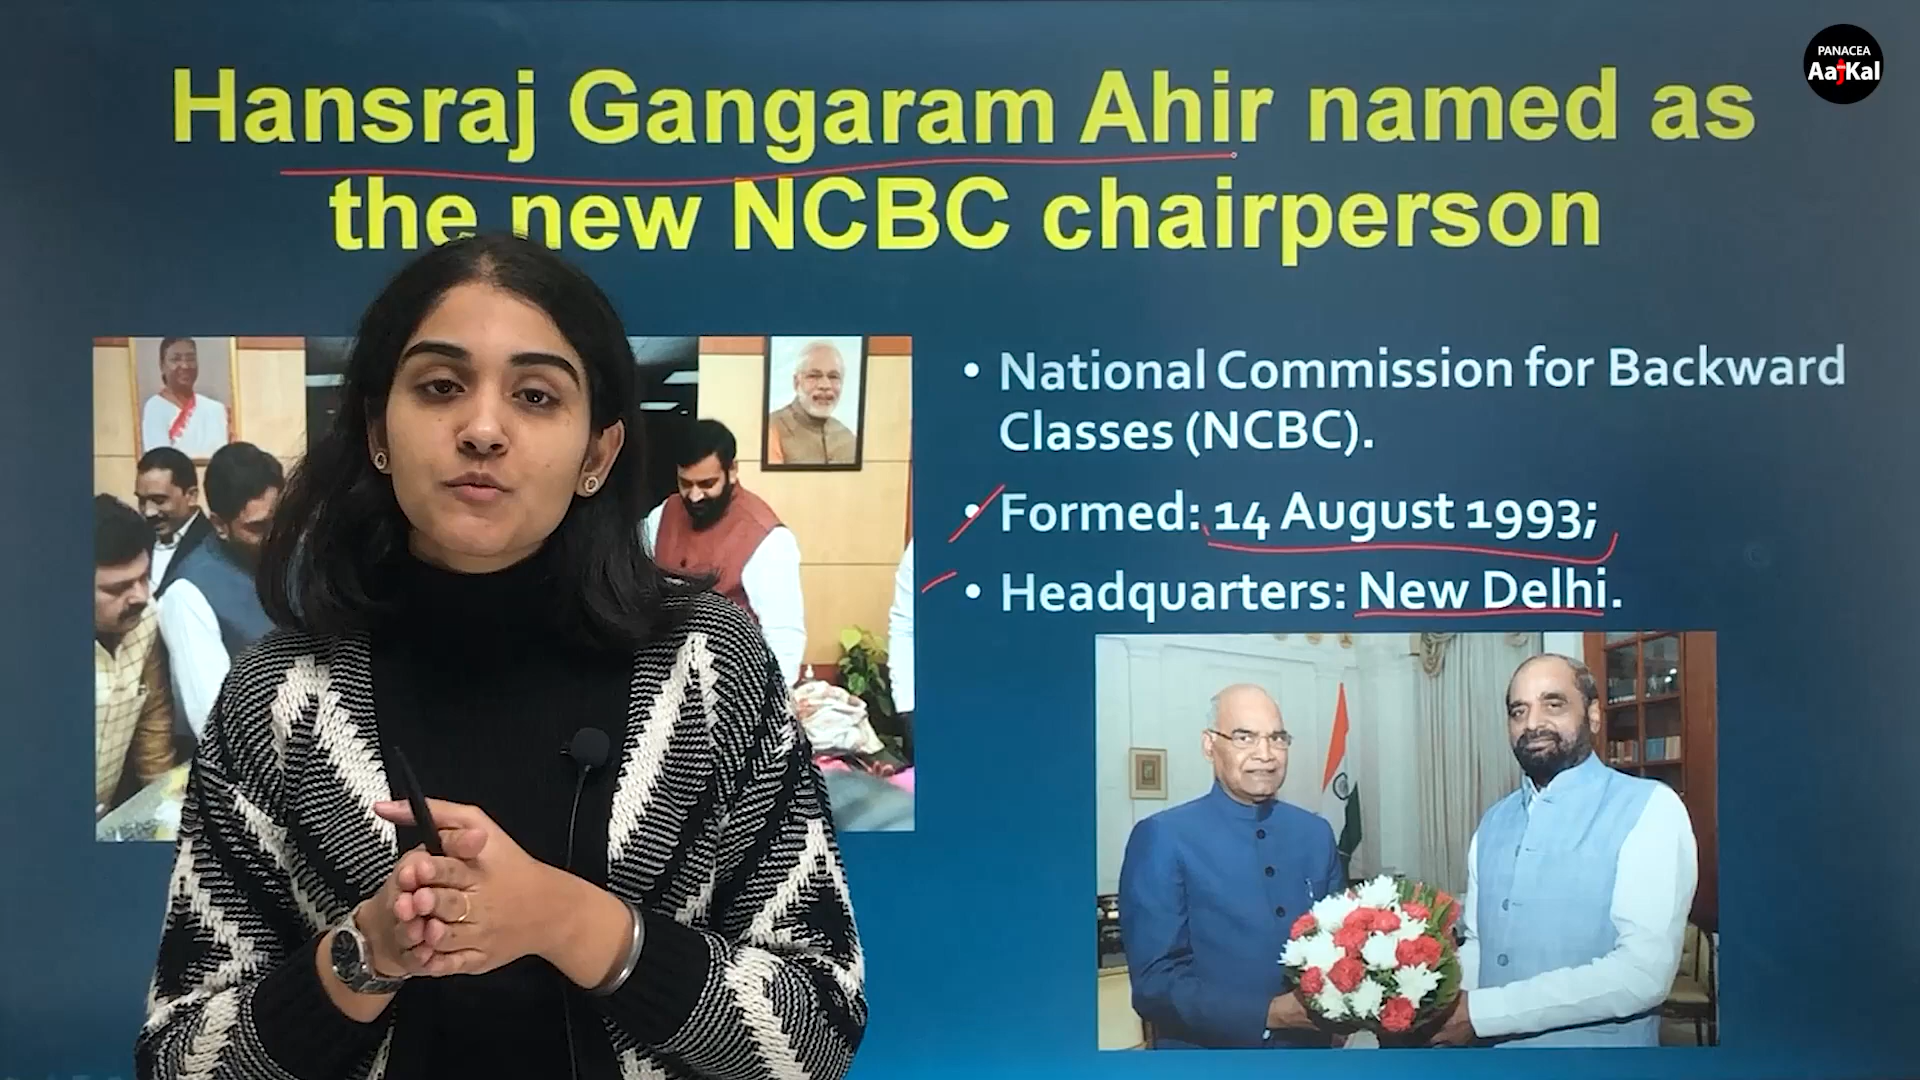 PANACEA
AajKal
Hansraj Gangaram Ahir named as
the new NCBC chairperson
• National Commission for Backward
Classes (NCBC).
• Formed: 14 August 1993;
• Headquarters: New Delhi.